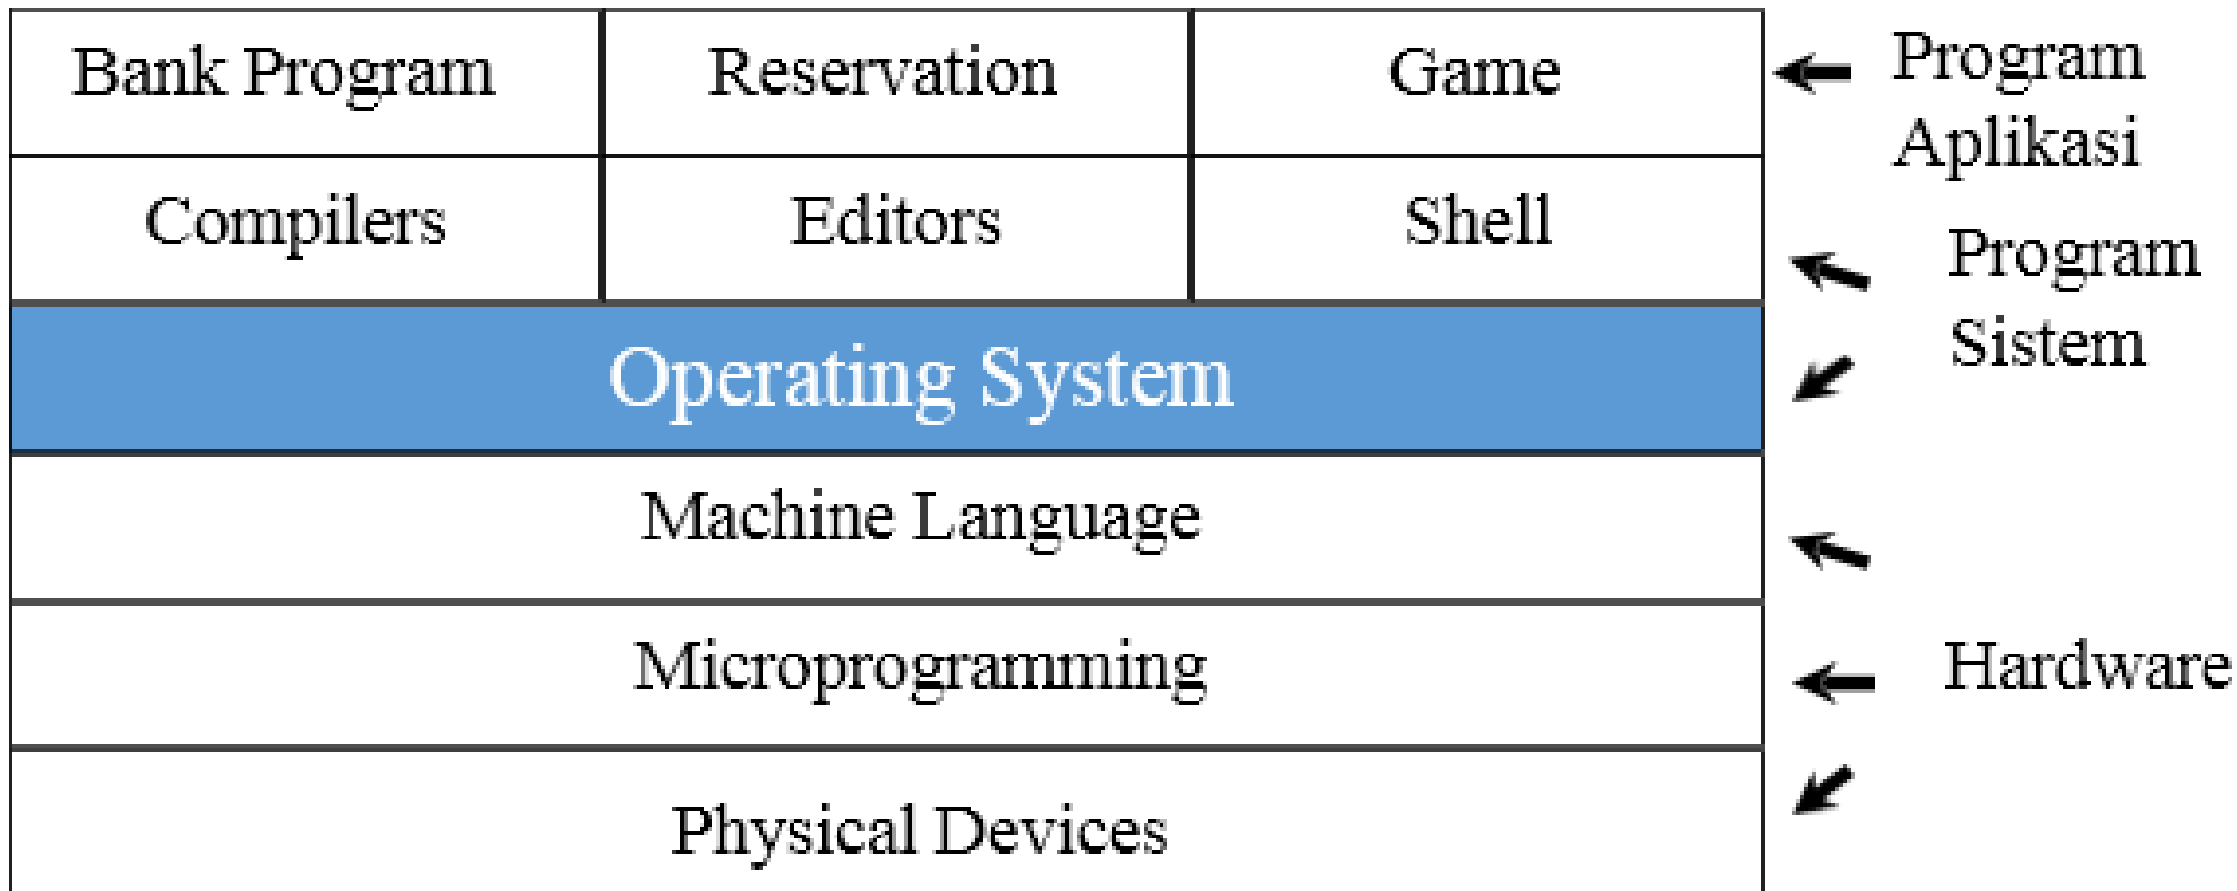 Bank Program Reservation Game Program
Aplikasi
Compilers Editors Shell Program
Sistem
Operating System
Machine Language
Microprogramming Hardware
Physical Devices